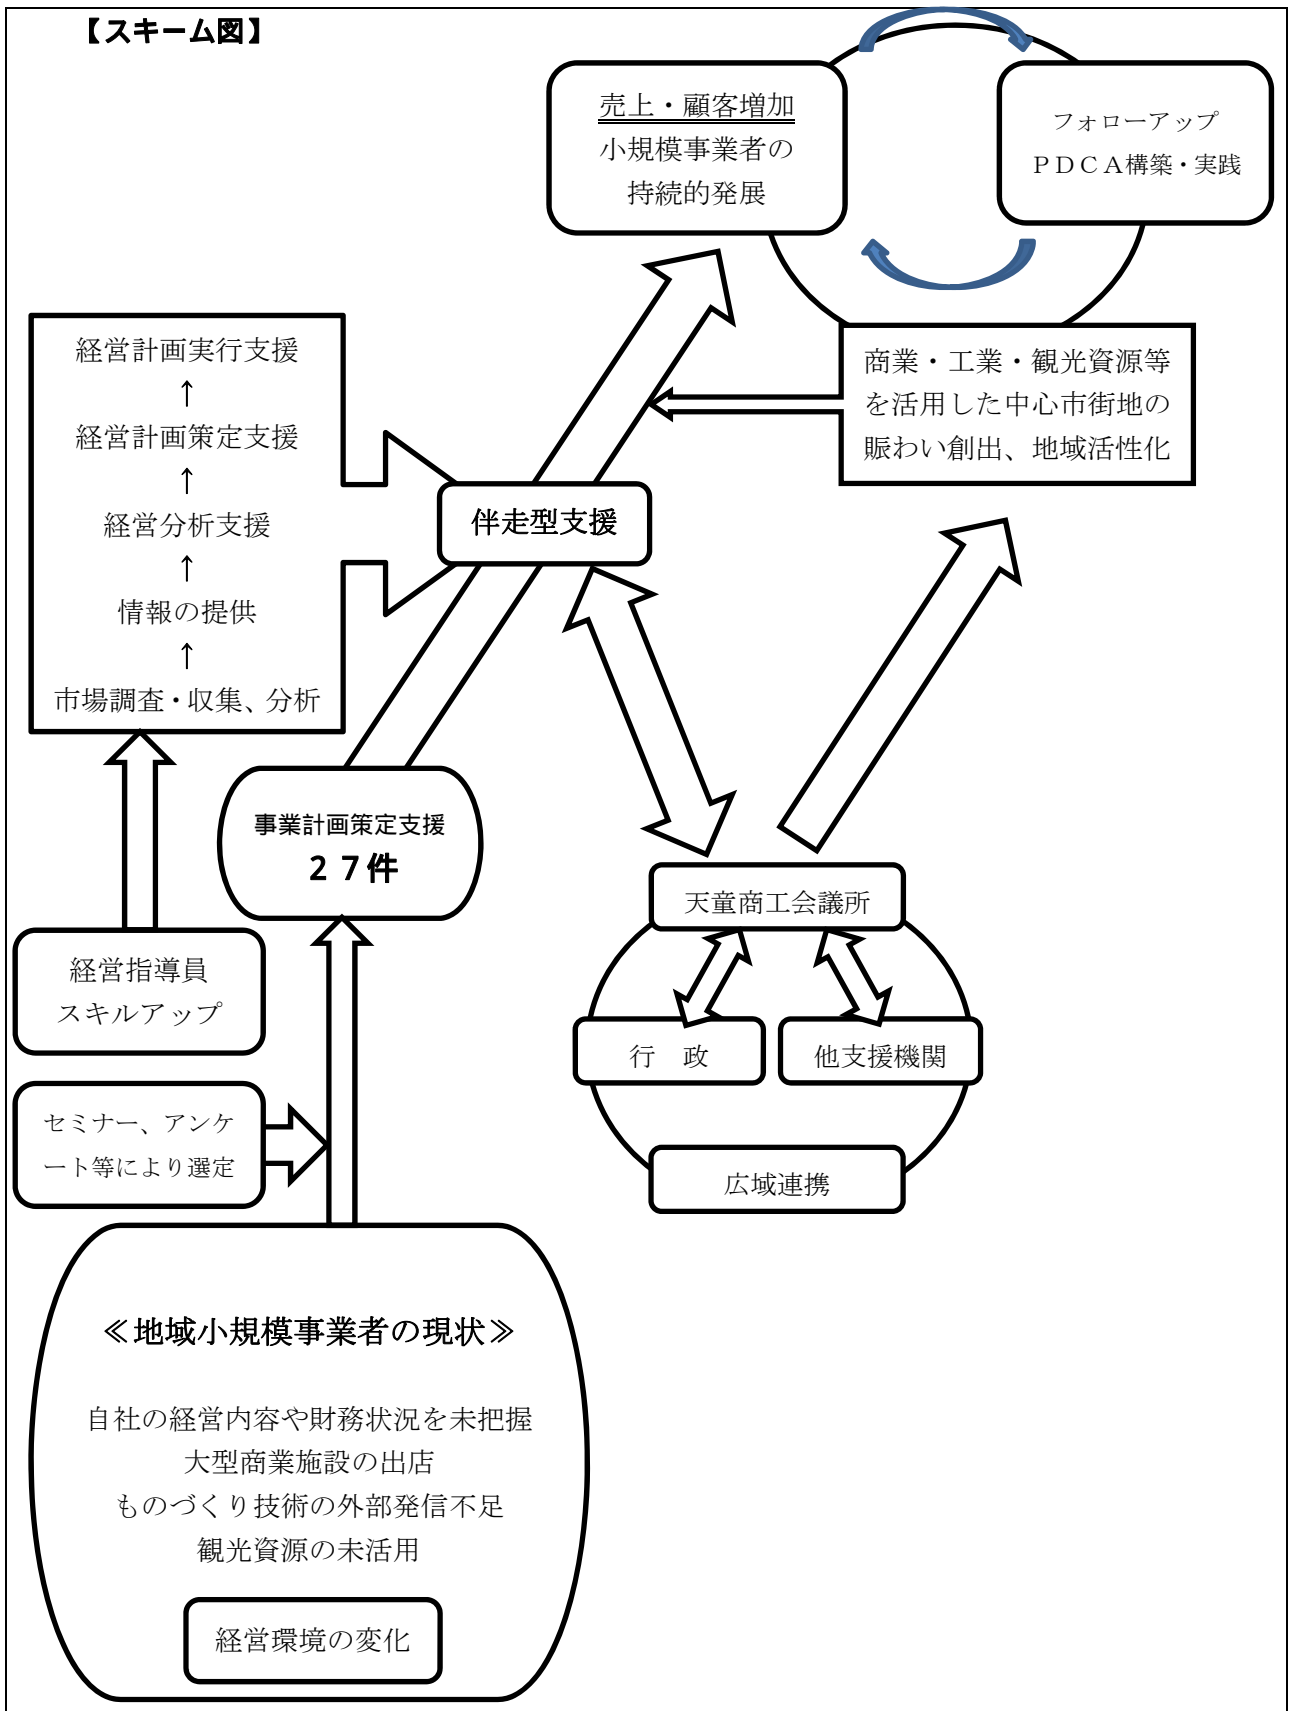 【スキーム図】
売上・顧客増加
小規模事業者の
持続的発展
フォローアップ
ＰＤＣＡ構築・実践
商業・工業・観光資源等
を活用した中心市街地の
賑わい創出、地域活性化
経営計画実行支援
↑
経営計画策定支援
↑
経営分析支援
↑
情報の提供
↑
市場調査・収集、分析
伴走型支援
事業計画策定支援
２７件
天童商工会議所
行　政
他支援機関
広域連携
経営指導員
スキルアップ
セミナー、アンケ
ート等により選定
≪地域小規模事業者の現状≫
自社の経営内容や財務状況を未把握
大型商業施設の出店
ものづくり技術の外部発信不足
観光資源の未活用
経営環境の変化